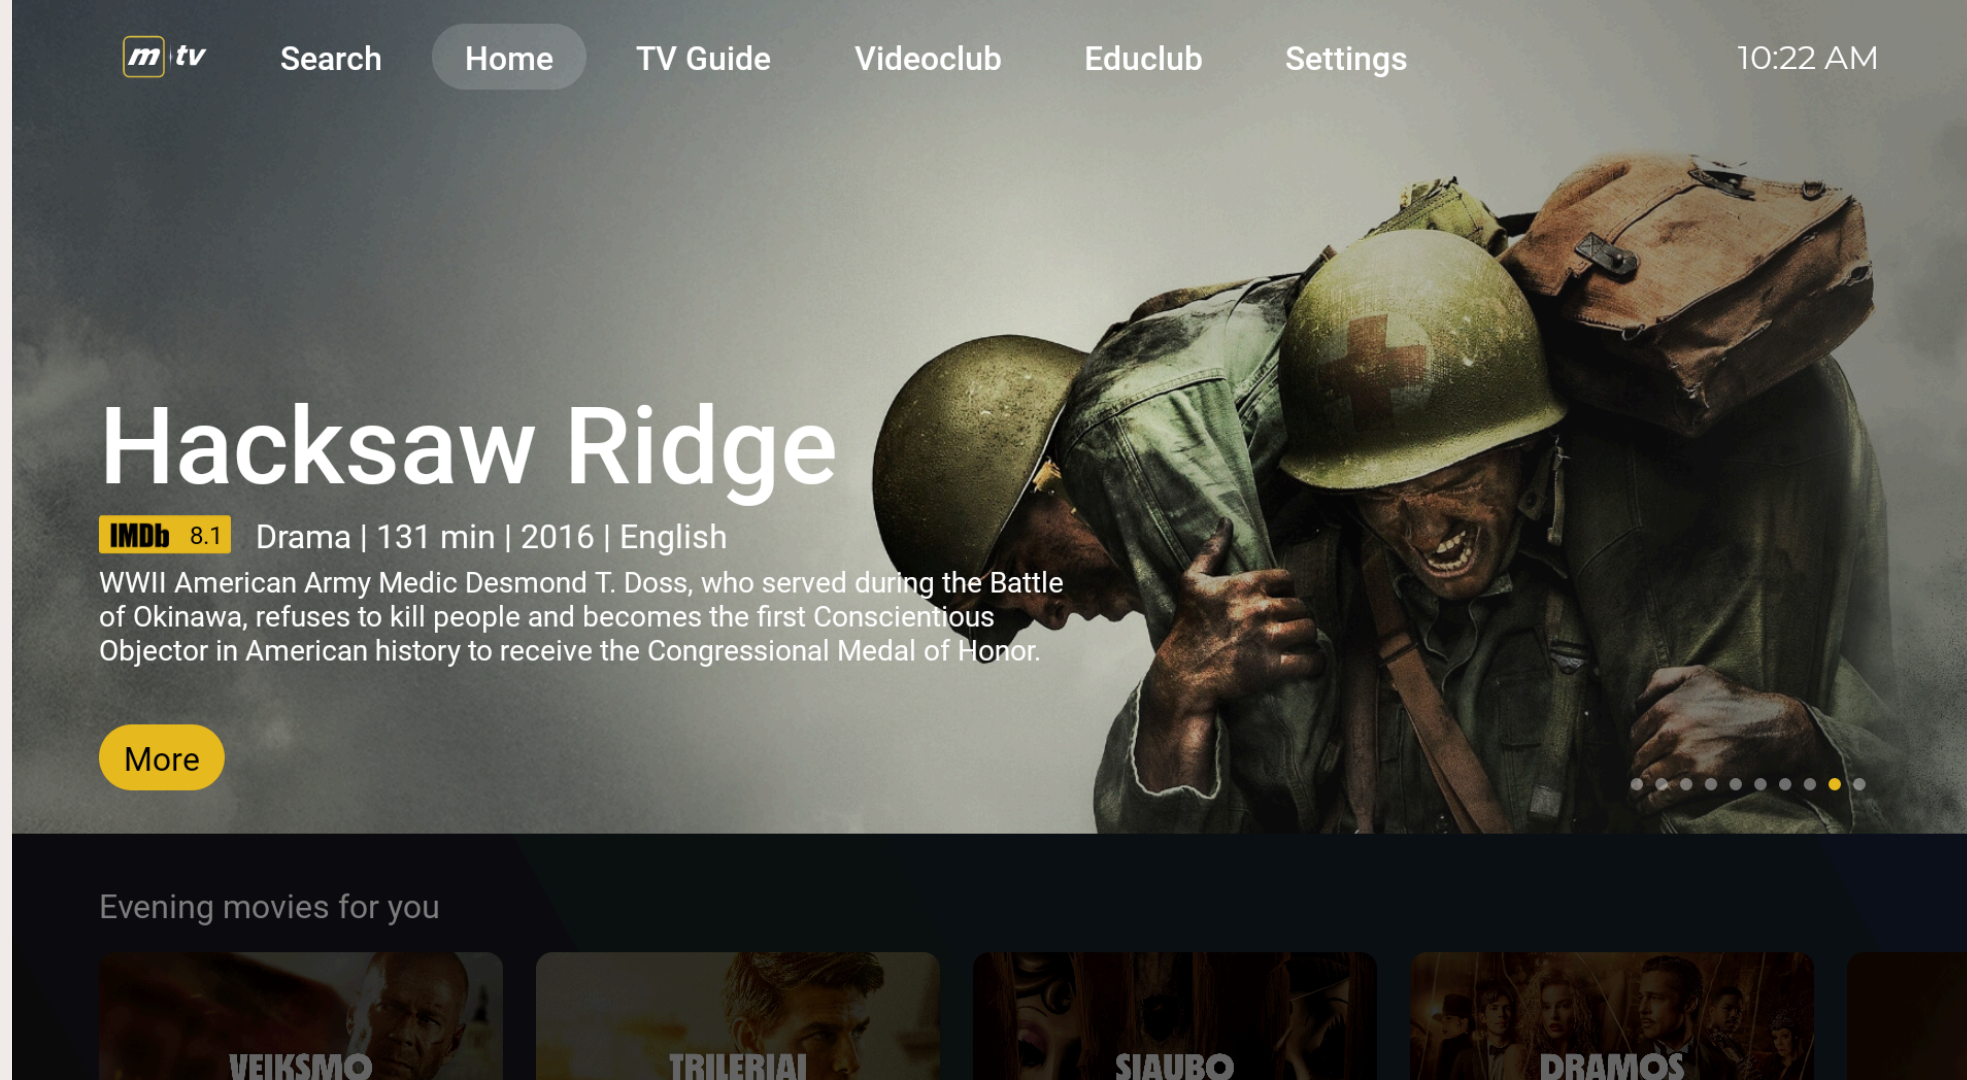 m tv
Search
Home
TV Guide
Videoclub
Educlub
Settings
10:22 AM
Hacksaw Ridge
IMDb 8.1
Drama | 131 min | 2016 | English
WWII American Army Medic Desmond T. Doss, who served during the Battle
of Okinawa, refuses to kill people and becomes the first Conscientious
Objector in American history to receive the Congressional Medal of Honor.
More
Evening movies for you
VEIKSMO
TRILERIAI
SIAUBO
DRAMOS